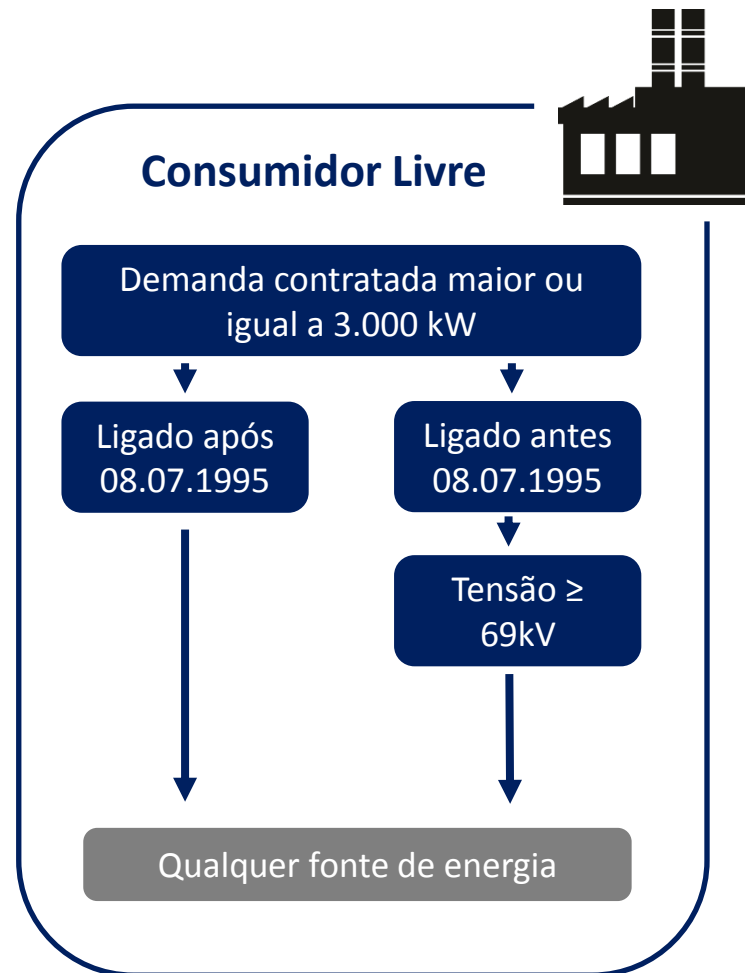 Consumidor Livre
Demanda contratada maior ou
igual a 3.000 kW
Ligado após
08.07.1995
Ligado antes
08.07.1995
Tensão ≥
69kV
Qualquer fonte de energia